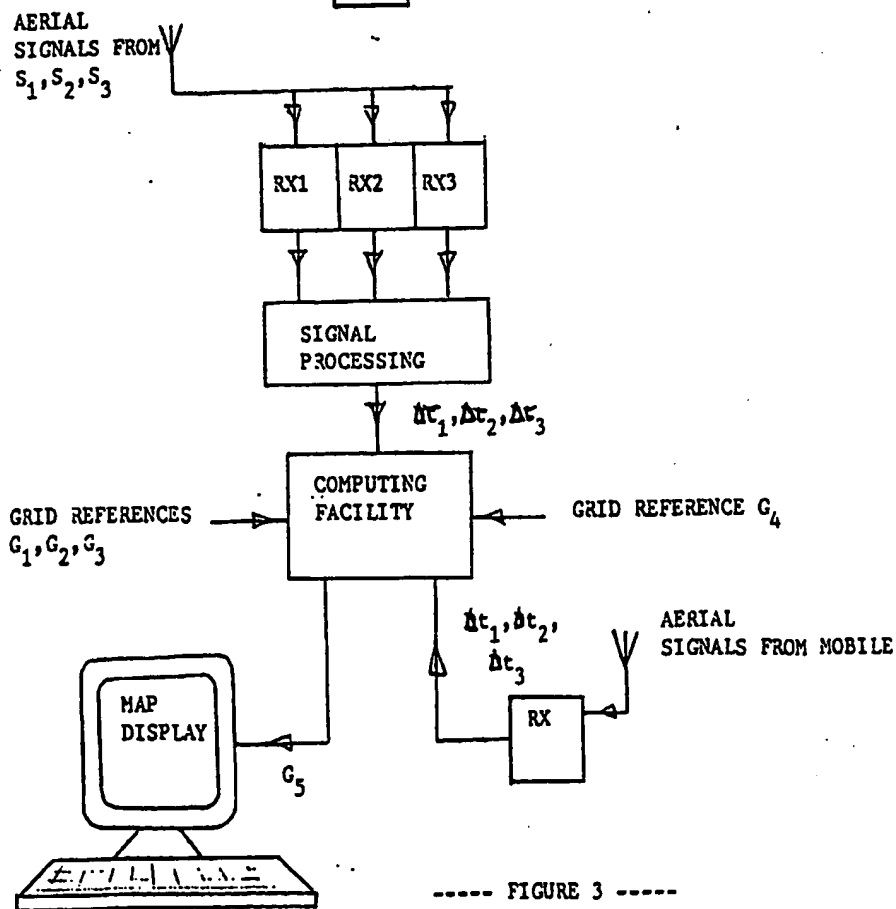 AERIAL
SIGNALS FROM
S₁,S₂,S₃
RX1 RX2 RX3
SIGNAL
PROCESSING
Δτ₁,Δτ₂,Δτ₃
COMPUTING
FACILITY
GRID REFERENCES
G₁,G₂,G₃
GRID REFERENCE G₄
Δt₁,Δt₂,
Δt₃
AERIAL
SIGNALS FROM MOBILE
RX
MAP
DISPLAY
G₅
----- FIGURE 3 -----